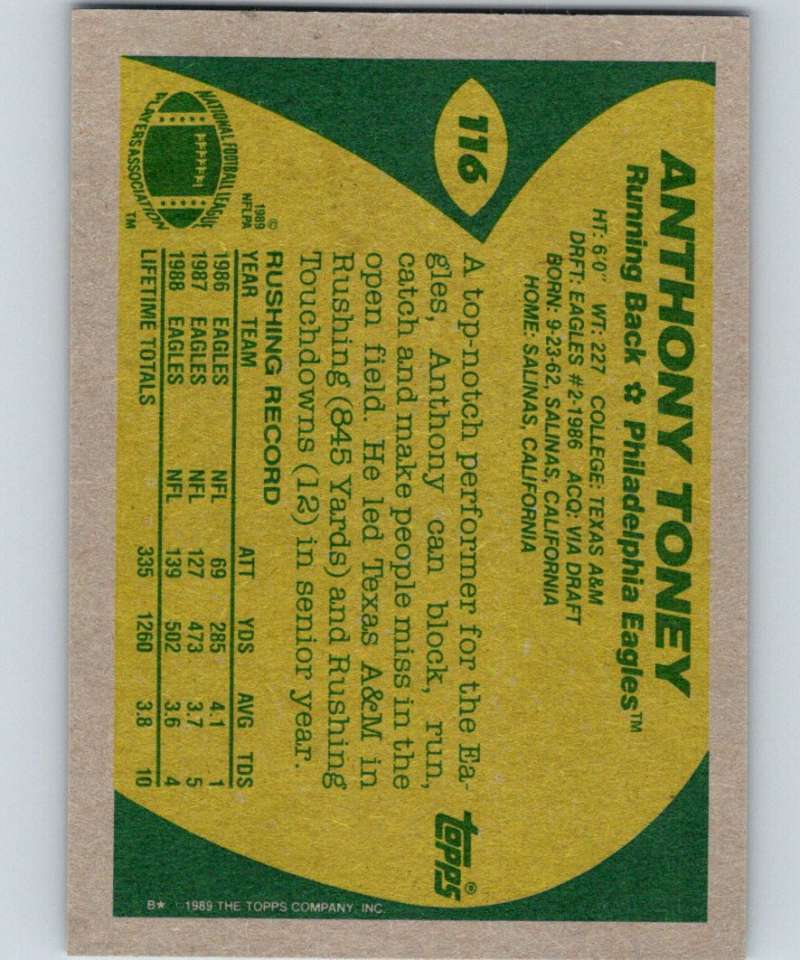 116
ANTHONY TONEY
Running Back ✿ Philadelphia Eagles™
HT: 6'0" WT: 227 COLLEGE: TEXAS A&M
DRFT: EAGLES #2-1986 ACQ: VIA DRAFT
BORN: 9-23-62, SALINAS, CALIFORNIA
HOME: SALINAS, CALIFORNIA
A top-notch performer for the Ea-
gles, Anthony can block, run,
catch and make people miss in the
open field. He led Texas A&M in
Rushing (845 Yards) and Rushing
Touchdowns (12) in senior year.
topps®
NATIONAL FOOTBALL LEAGUE
PLAYERS ASSOCIATION
TM
©
1989
NFLPA
RUSHING RECORD
YEAR TEAM ATT YDS AVG TDS
1986 EAGLES NFL 69 285 4.1 1
1987 EAGLES NFL 127 473 3.7 5
1988 EAGLES NFL 139 502 3.6 4
LIFETIME TOTALS 335 1260 3.8 10
B★ 1989 THE TOPPS COMPANY, INC.